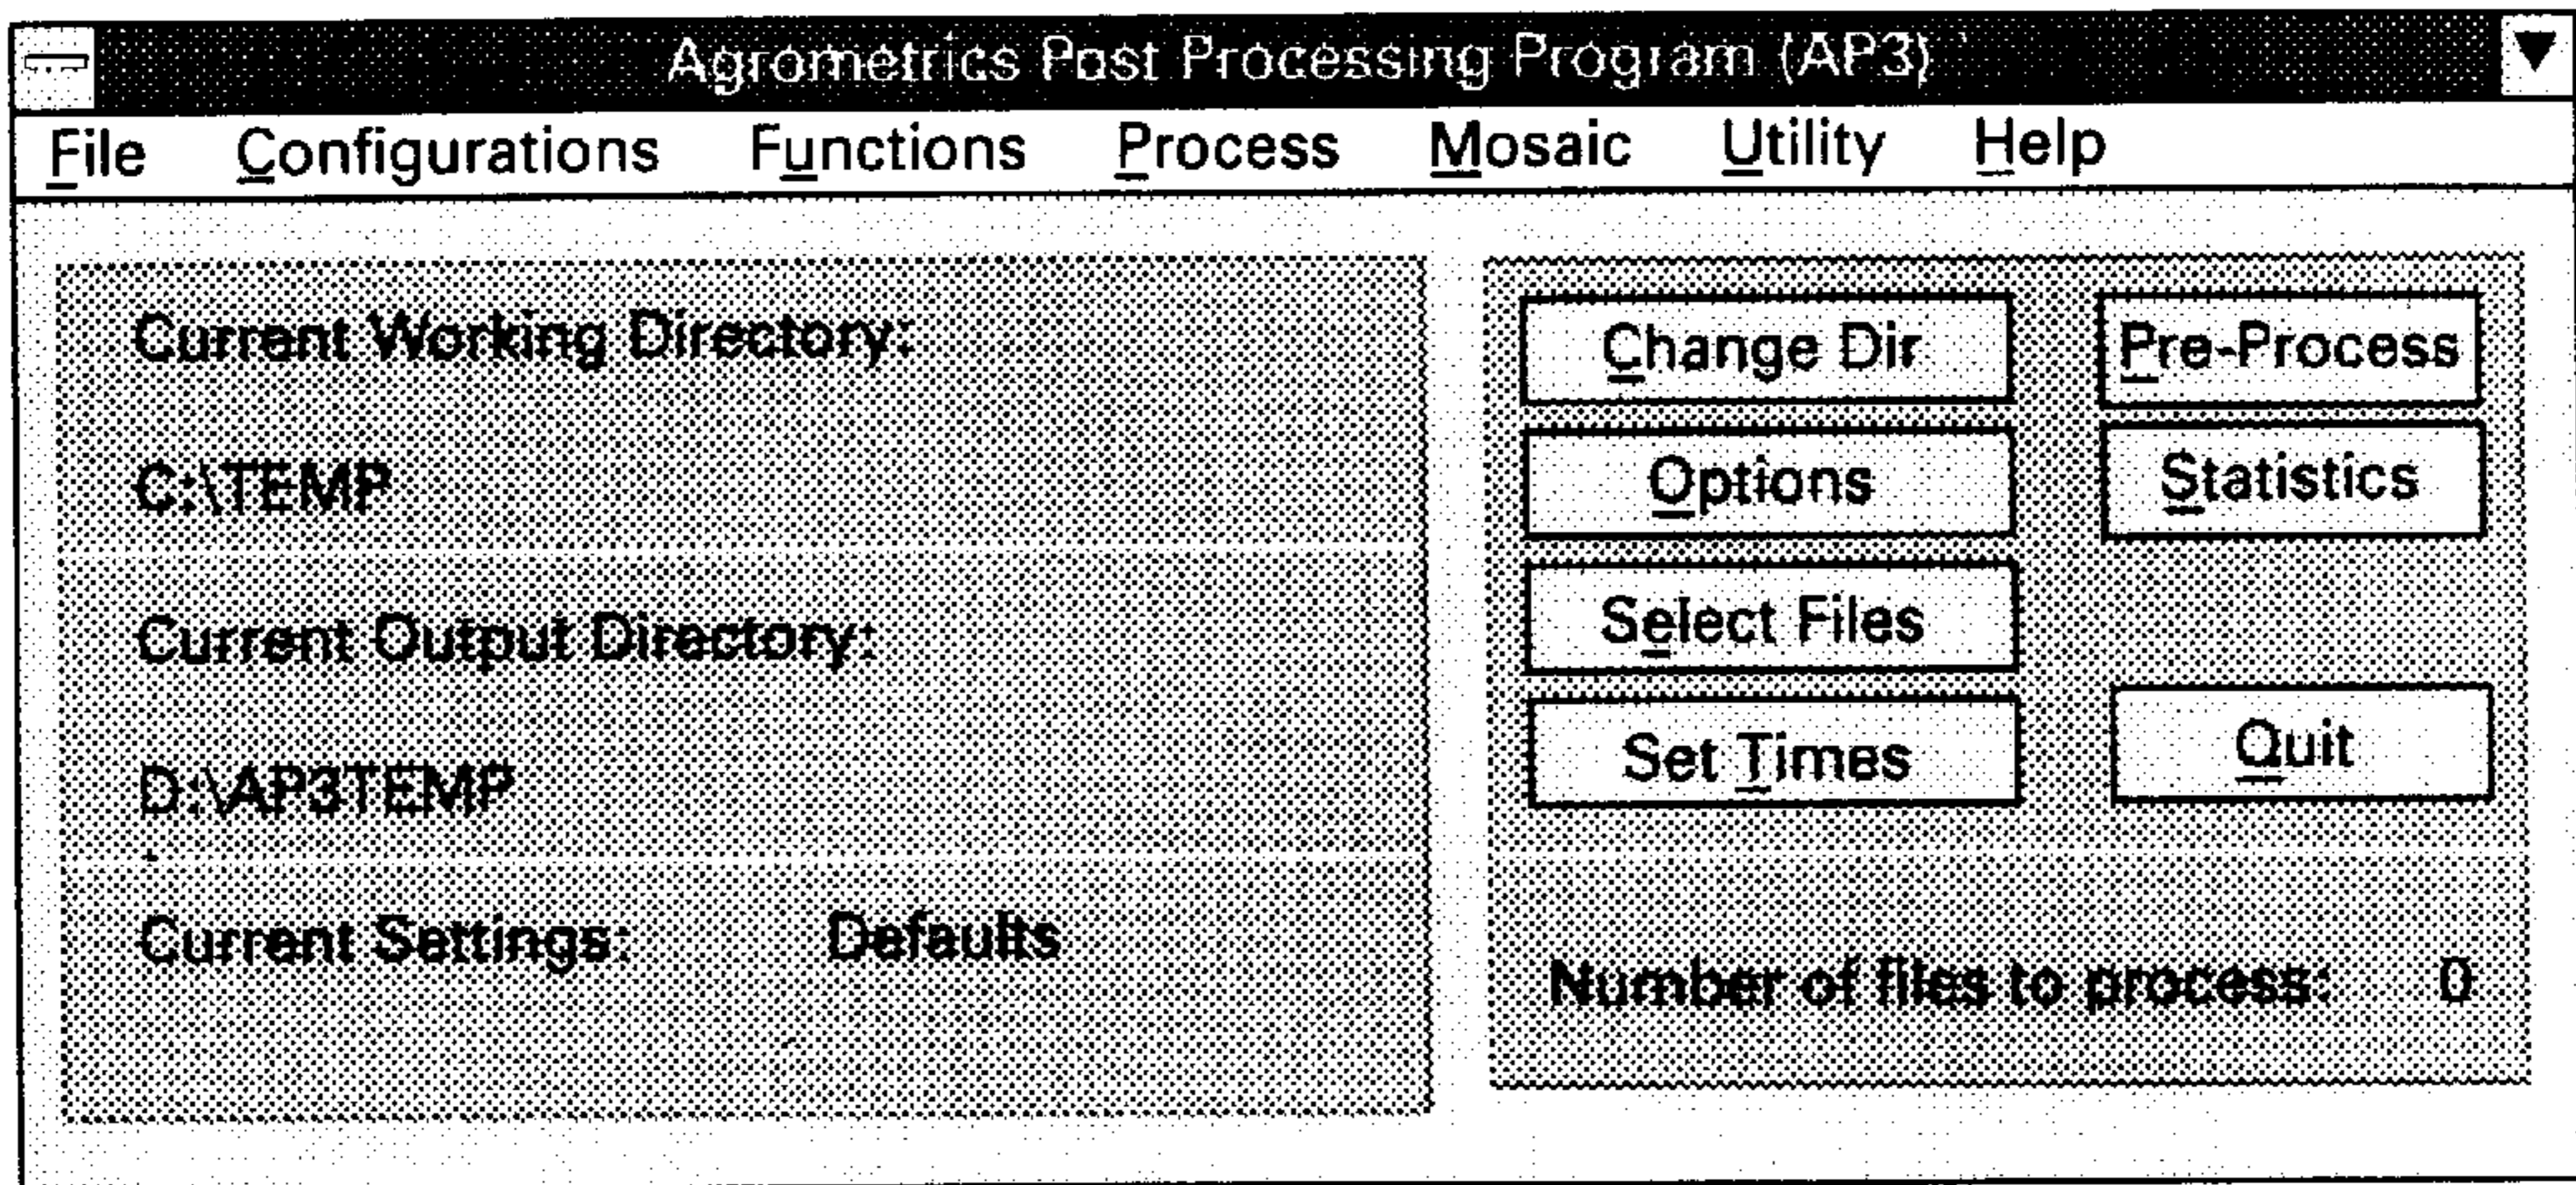 Agrometrics Post Processing Program (AP3)
File Configurations Functions Process Mosaic Utility Help
Current Working Directory:
C:\TEMP
Current Output Directory:
D:\AP3TEMP
Current Settings: Defaults
Change Dir Pre-Process
Options Statistics
Select Files
Set Times Quit
Number of files to process: 0